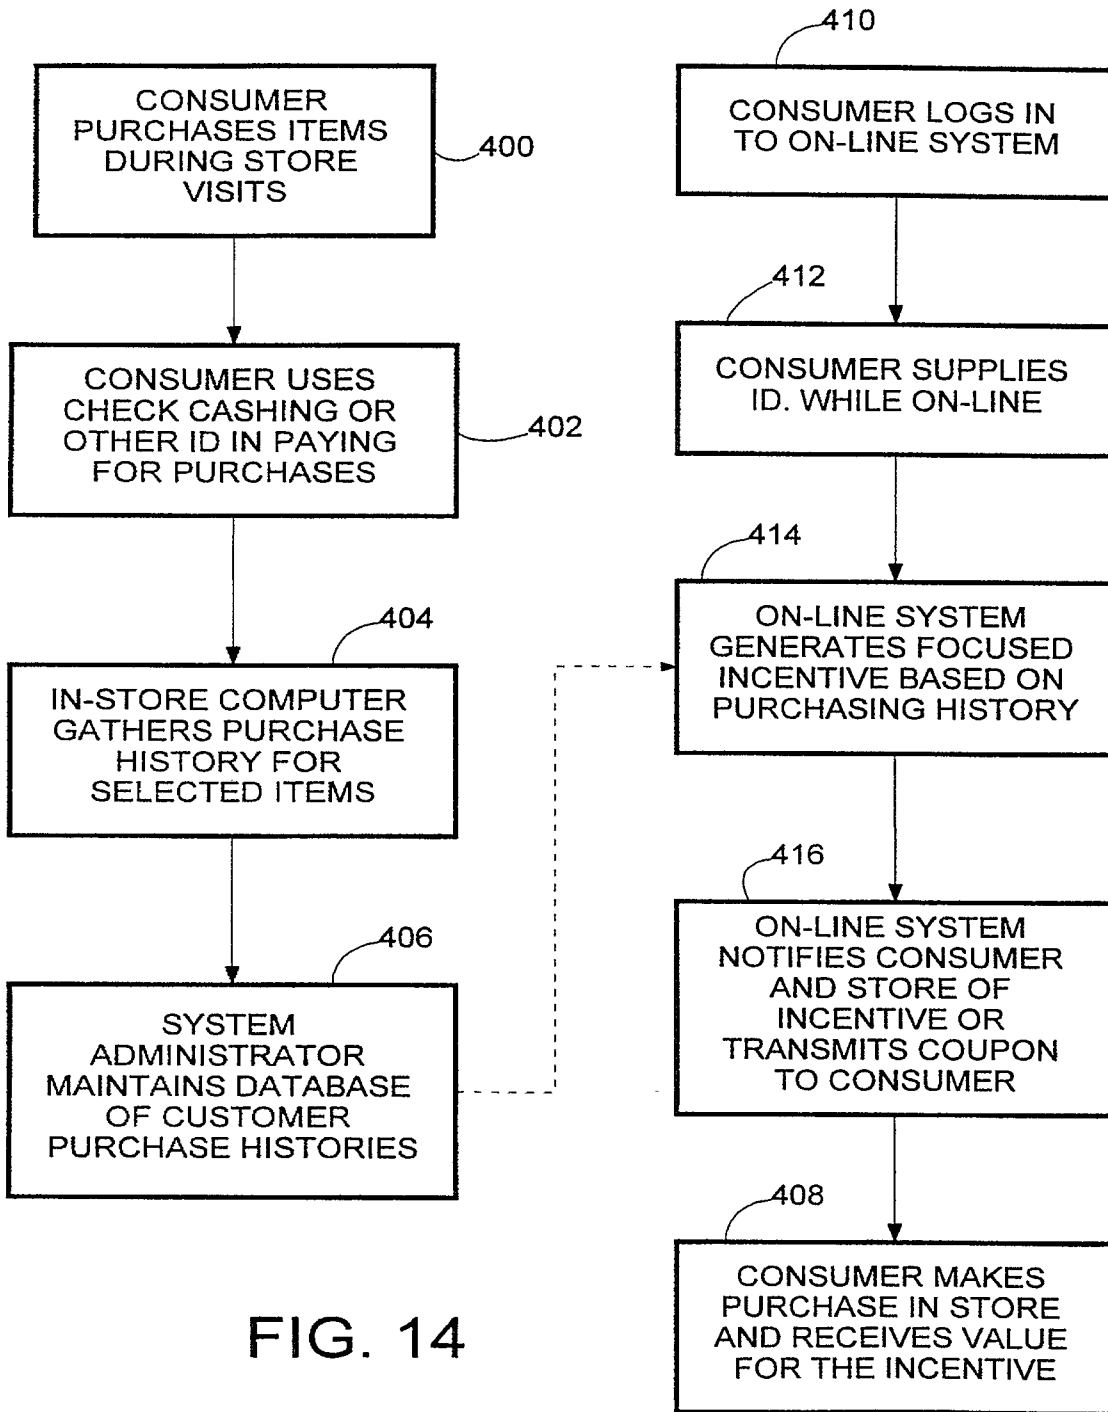 CONSUMER
PURCHASES ITEMS
DURING STORE
VISITS
400
CONSUMER USES
CHECK CASHING OR
OTHER ID IN PAYING
FOR PURCHASES
402
404
IN-STORE COMPUTER
GATHERS PURCHASE
HISTORY FOR
SELECTED ITEMS
406
SYSTEM
ADMINISTRATOR
MAINTAINS DATABASE
OF CUSTOMER
PURCHASE HISTORIES
410
CONSUMER LOGS IN
TO ON-LINE SYSTEM
412
CONSUMER SUPPLIES
ID. WHILE ON-LINE
414
ON-LINE SYSTEM
GENERATES FOCUSED
INCENTIVE BASED ON
PURCHASING HISTORY
416
ON-LINE SYSTEM
NOTIFIES CONSUMER
AND STORE OF
INCENTIVE OR
TRANSMITS COUPON
TO CONSUMER
408
CONSUMER MAKES
PURCHASE IN STORE
AND RECEIVES VALUE
FOR THE INCENTIVE
FIG. 14